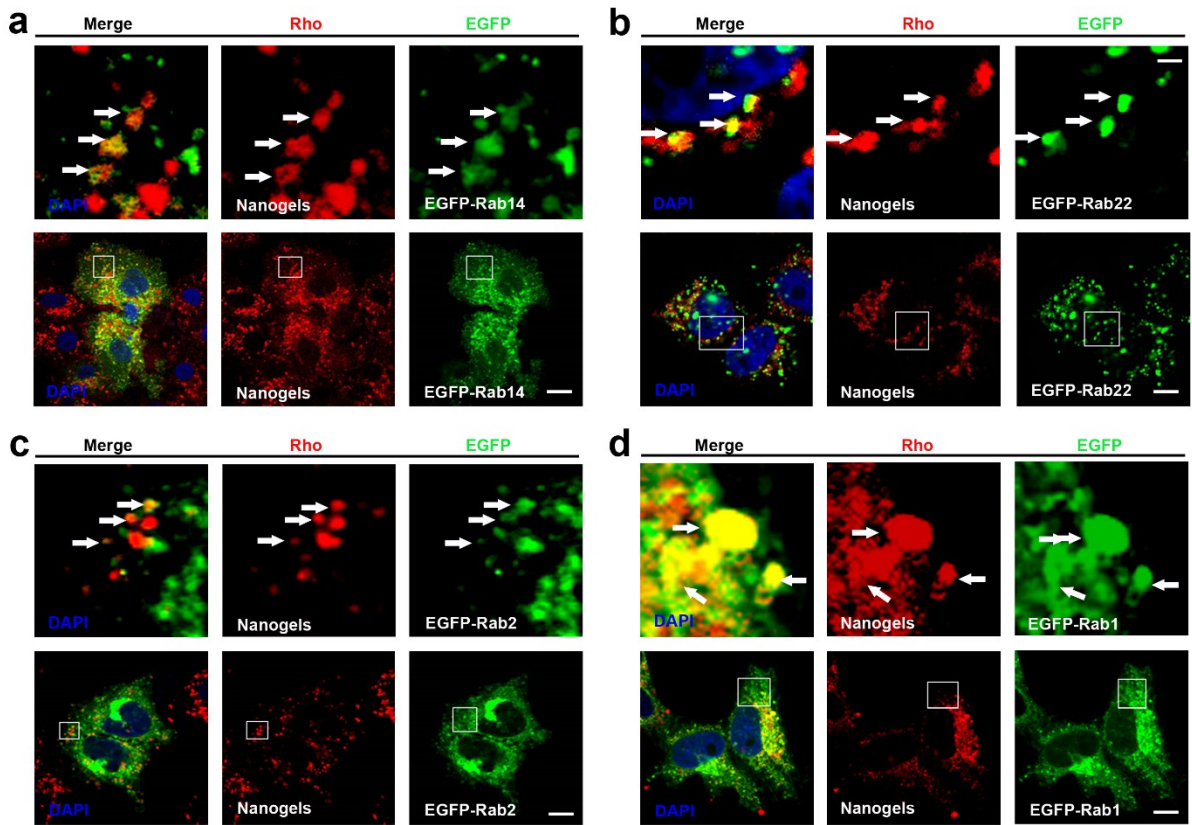 a
Merge Rho EGFP
DAPI Nanogels EGFP-Rab14
DAPI Nanogels EGFP-Rab14
b
Merge Rho EGFP
DAPI Nanogels EGFP-Rab22
DAPI Nanogels EGFP-Rab22
c
Merge Rho EGFP
DAPI Nanogels EGFP-Rab2
DAPI Nanogels EGFP-Rab2
d
Merge Rho EGFP
DAPI Nanogels EGFP-Rab1
DAPI Nanogels EGFP-Rab1